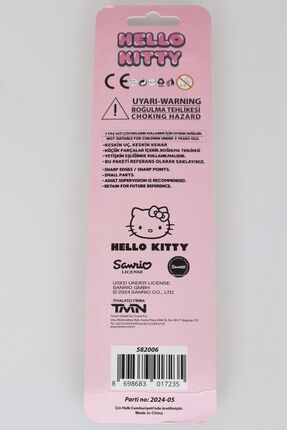 HELLO
KITTY
CE
UYARI-WARNING
BOĞULMA TEHLİKESİ
CHOKING HAZARD
3 YAŞ ALTI ÇOCUKLARIN KULLANIMI İÇİN UYGUN DEĞİLDİR.
NOT SUITABLE FOR CHILDREN UNDER 3 YEARS OLD.
• KESKİN UÇ, KESKİN KENAR
• KÜÇÜK PARÇALAR İÇERİR. BOĞULMA TEHLİKESİ
• YETİŞKİN EŞLİĞİNDE KULLANILMALIDIR.
• BU PAKETİ REFERANS OLARAK SAKLAYINIZ.
- SHARP EDGES / SHARP POINTS.
- SMALL PARTS.
- ADULT SUPERVISION IS RECOMMENDED.
- RETAIN FOR FUTURE REFERENCE.
HELLO KITTY
Sanrio
LICENSE
Sanrio
USED UNDER LICENSE.
SANRIO GMBH
© 2024 SANRIO CO., LTD.
İTHALATÇI FİRMA
TMN
582006
8 698683 017235
Parti no: 2024-05
Çin Halk Cumhuriyeti'nde üretilmiştir.
Made in China